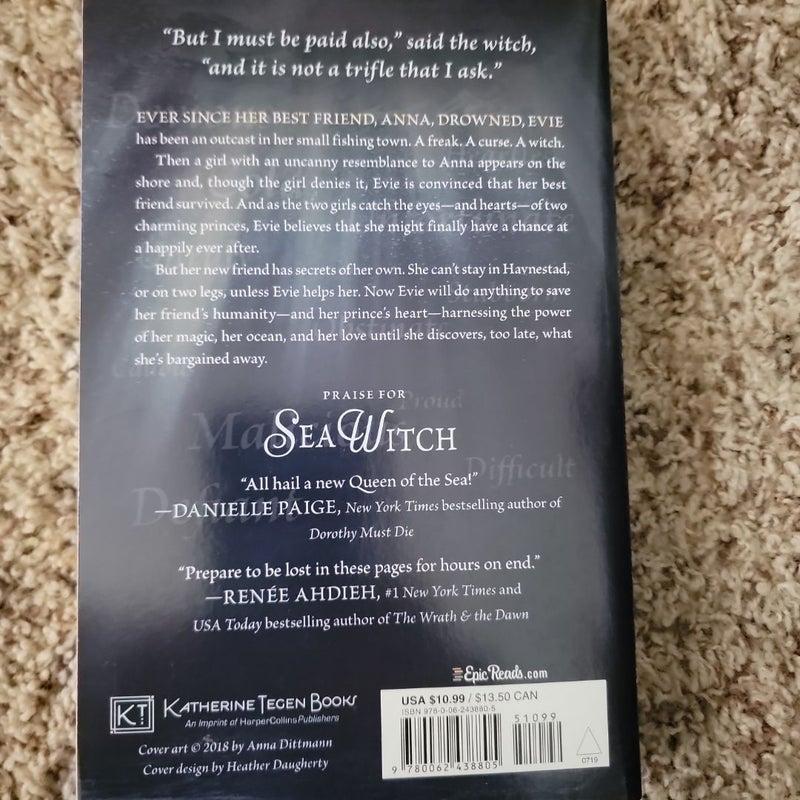 “But I must be paid also,” said the witch,
“and it is not a trifle that I ask.”
EVER SINCE HER BEST FRIEND, ANNA, DROWNED, EVIE
has been an outcast in her small fishing town. A freak. A curse. A witch.
Then a girl with an uncanny resemblance to Anna appears on the
shore and, though the girl denies it, Evie is convinced that her best
friend survived. And as the two girls catch the eyes—and hearts—of two
charming princes, Evie believes that she might finally have a chance at
a happily ever after.
But her new friend has secrets of her own. She can’t stay in Havnestad,
or on two legs, unless Evie helps her. Now Evie will do anything to save
her friend’s humanity—and her prince’s heart—harnessing the power
of her magic, her ocean, and her love until she discovers, too late, what
she’s bargained away.
PRAISE FOR
Proud
SEA WITCH
Difficult
“All hail a new Queen of the Sea!”
Defiant
—DANIELLE PAIGE, New York Times bestselling author of
Dorothy Must Die
“Prepare to be lost in these pages for hours on end.”
—RENÉE AHDIEH, #1 New York Times and
USA Today bestselling author of The Wrath & the Dawn
EpicReads.com
KT!
KATHERINE TEGEN BOOKS
An Imprint of HarperCollins Publishers
Cover art © 2018 by Anna Dittmann
Cover design by Heather Daugherty
USA $10.99 / $13.50 CAN
ISBN 978-0-06-243880-5
51099
9 780062 438805
0719